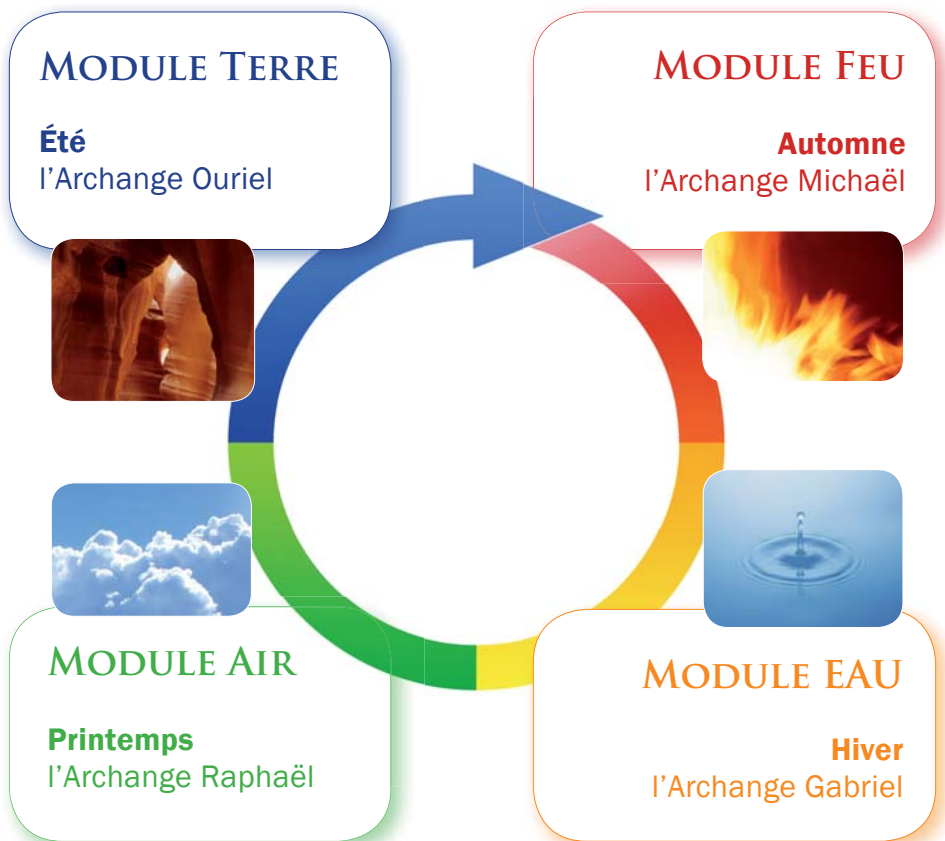 Module Terre
Été
l'Archange Ouriel
Module Feu
Automne
l'Archange Michaël
Module Air
Printemps
l'Archange Raphaël
Module EAU
Hiver
l'Archange Gabriel